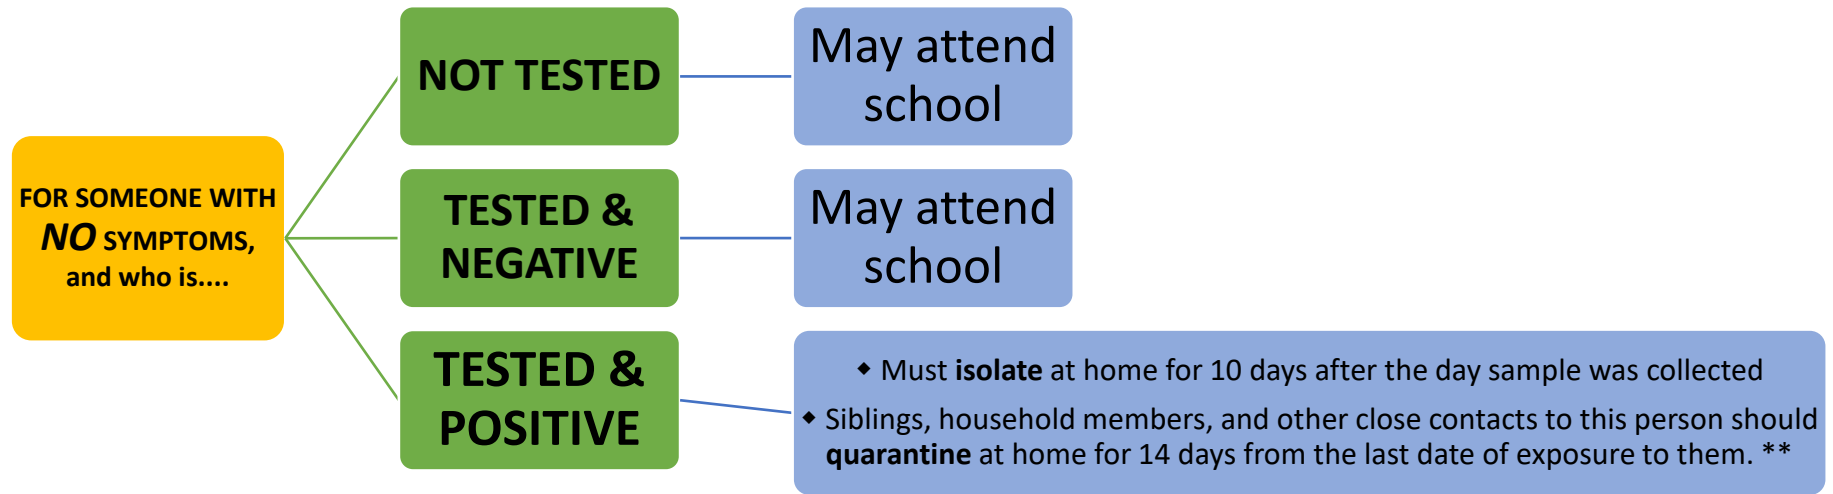 FOR SOMEONE WITH
NO SYMPTOMS,
and who is....
NOT TESTED
May attend
school
TESTED &
NEGATIVE
May attend
school
TESTED &
POSITIVE
◆ Must isolate at home for 10 days after the day sample was collected
◆ Siblings, household members, and other close contacts to this person should
quarantine at home for 14 days from the last date of exposure to them. **